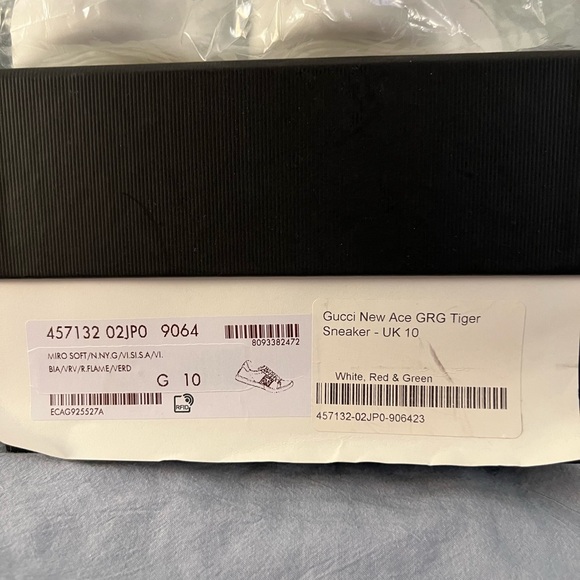 457132 02JP0 9064
8093382472
MIRO SOFT/N.NY.G/VI.SI.S.A/VI.
BIA/VRV/R.FLAME/VERD
G 10
ECAG925527A
RFID
Gucci New Ace GRG Tiger
Sneaker - UK 10
White, Red & Green
457132-02JP0-906423